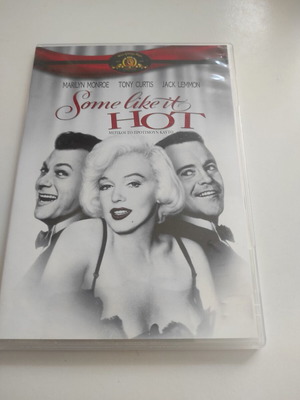 MARILYN MONROE TONY CURTIS JACK LEMMON
Some like it
HOT